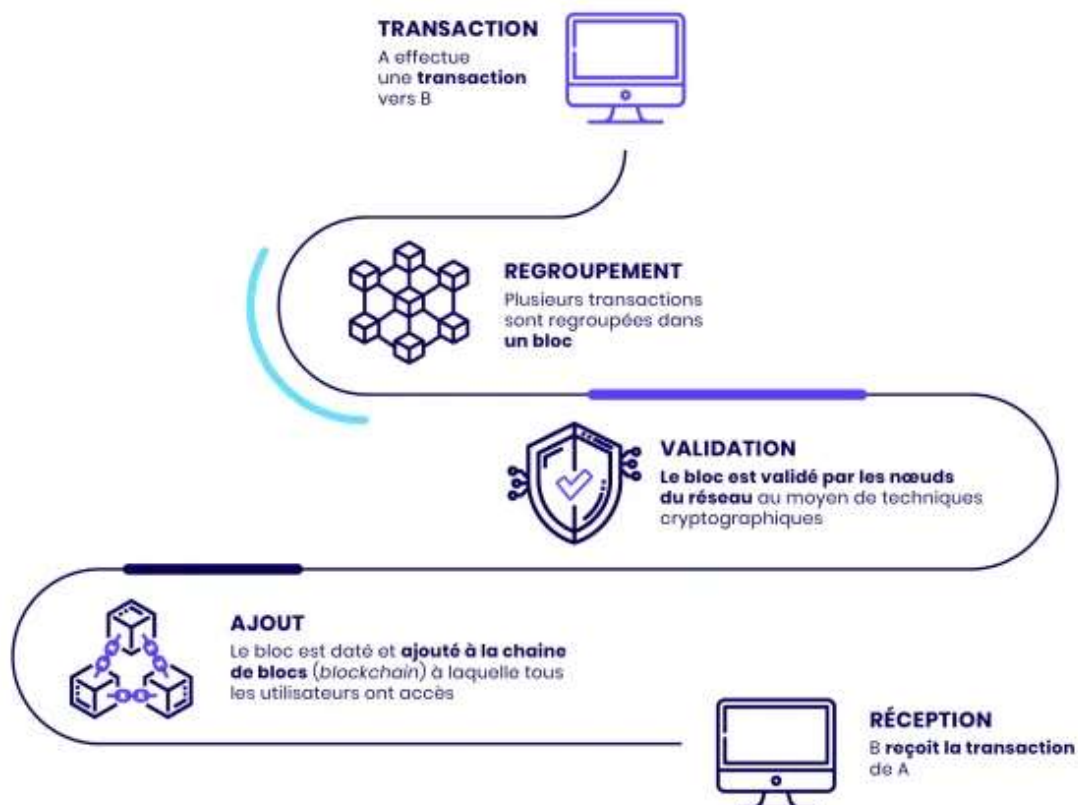 TRANSACTION
A effectue
une transaction
vers B
REGROUPEMENT
Plusieurs transactions
sont regroupées dans
un bloc
VALIDATION
Le bloc est validé par les nœuds
du réseau au moyen de techniques
cryptographiques
AJOUT
Le bloc est daté et ajouté à la chaine
de blocs (blockchain) à laquelle tous
les utilisateurs ont accès
RÉCEPTION
B reçoit la transaction
de A